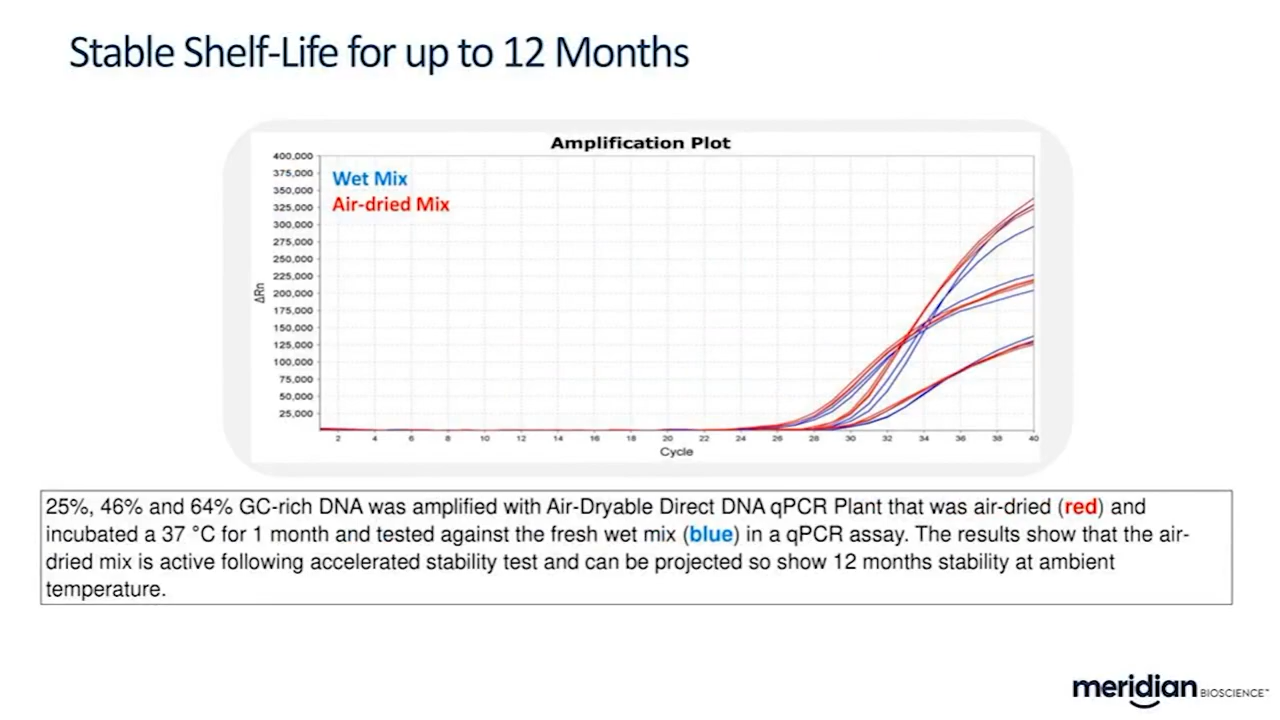 Stable Shelf-Life for up to 12 Months
Amplification Plot
400,000
375,000
350,000
325,000
300,000
275,000
250,000
225,000
200,000
175,000
150,000
125,000
100,000
75,000
50,000
25,000
ΔRn
Wet Mix
Air-dried Mix
2 4 6 8 10 12 14 16 18 20 22 24 26 28 30 32 34 36 38 40
Cycle
25%, 46% and 64% GC-rich DNA was amplified with Air-Dryable Direct DNA qPCR Plant that was air-dried (red) and
incubated a 37 °C for 1 month and tested against the fresh wet mix (blue) in a qPCR assay. The results show that the air-
dried mix is active following accelerated stability test and can be projected so show 12 months stability at ambient
temperature.
meridian BIOSCIENCE™